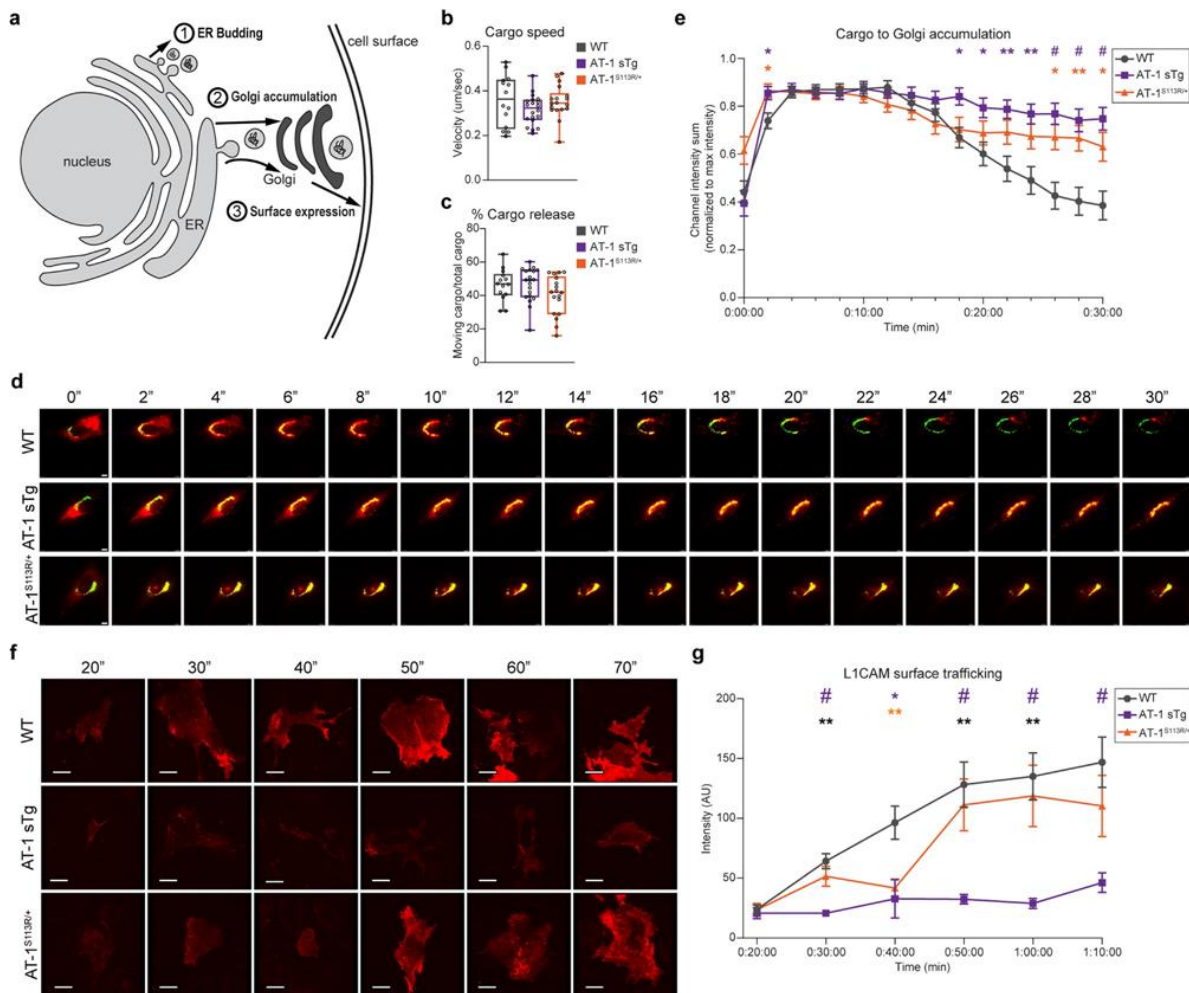 a
1 ER Budding
cell surface
2 Golgi accumulation
nucleus
Golgi
3 Surface expression
ER
b
Cargo speed
WT
AT-1 sTg
AT-1S113R/+
Velocity (um/sec)
0.6
0.4
0.2
0.0
c
% Cargo release
WT
AT-1 sTg
AT-1S113R/+
Moving cargo/total cargo
80
60
40
20
0
e
Cargo to Golgi accumulation
* * * ** ** # # #
* * ** *
WT
AT-1 sTg
AT-1S113R/+
Channel intensity sum
(normalized to max intensity)
1.0
0.8
0.6
0.4
0.2
0.0
0:00:00 0:10:00 0:20:00 0:30:00
Time (min)
d
0” 2” 4” 6” 8” 10” 12” 14” 16” 18” 20” 22” 24” 26” 28” 30”
WT
AT-1 sTg
AT-1S113R/+
f
20” 30” 40” 50” 60” 70”
WT
AT-1 sTg
AT-1S113R/+
g
L1CAM surface trafficking
# * # # #
** ** ** **
WT
AT-1 sTg
AT-1S113R/+
Intensity (AU)
200
150
100
50
0
0:20:00 0:30:00 0:40:00 0:50:00 1:00:00 1:10:00
Time (min)